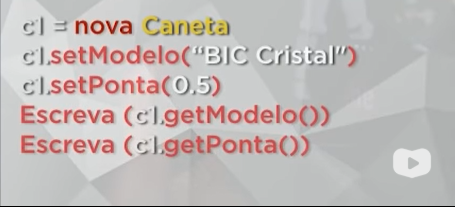 c1 = nova Caneta
c1.setModelo(“BIC Cristal")
c1.setPonta(0.5)
Escreva (c1.getModelo())
Escreva (c1.getPonta())